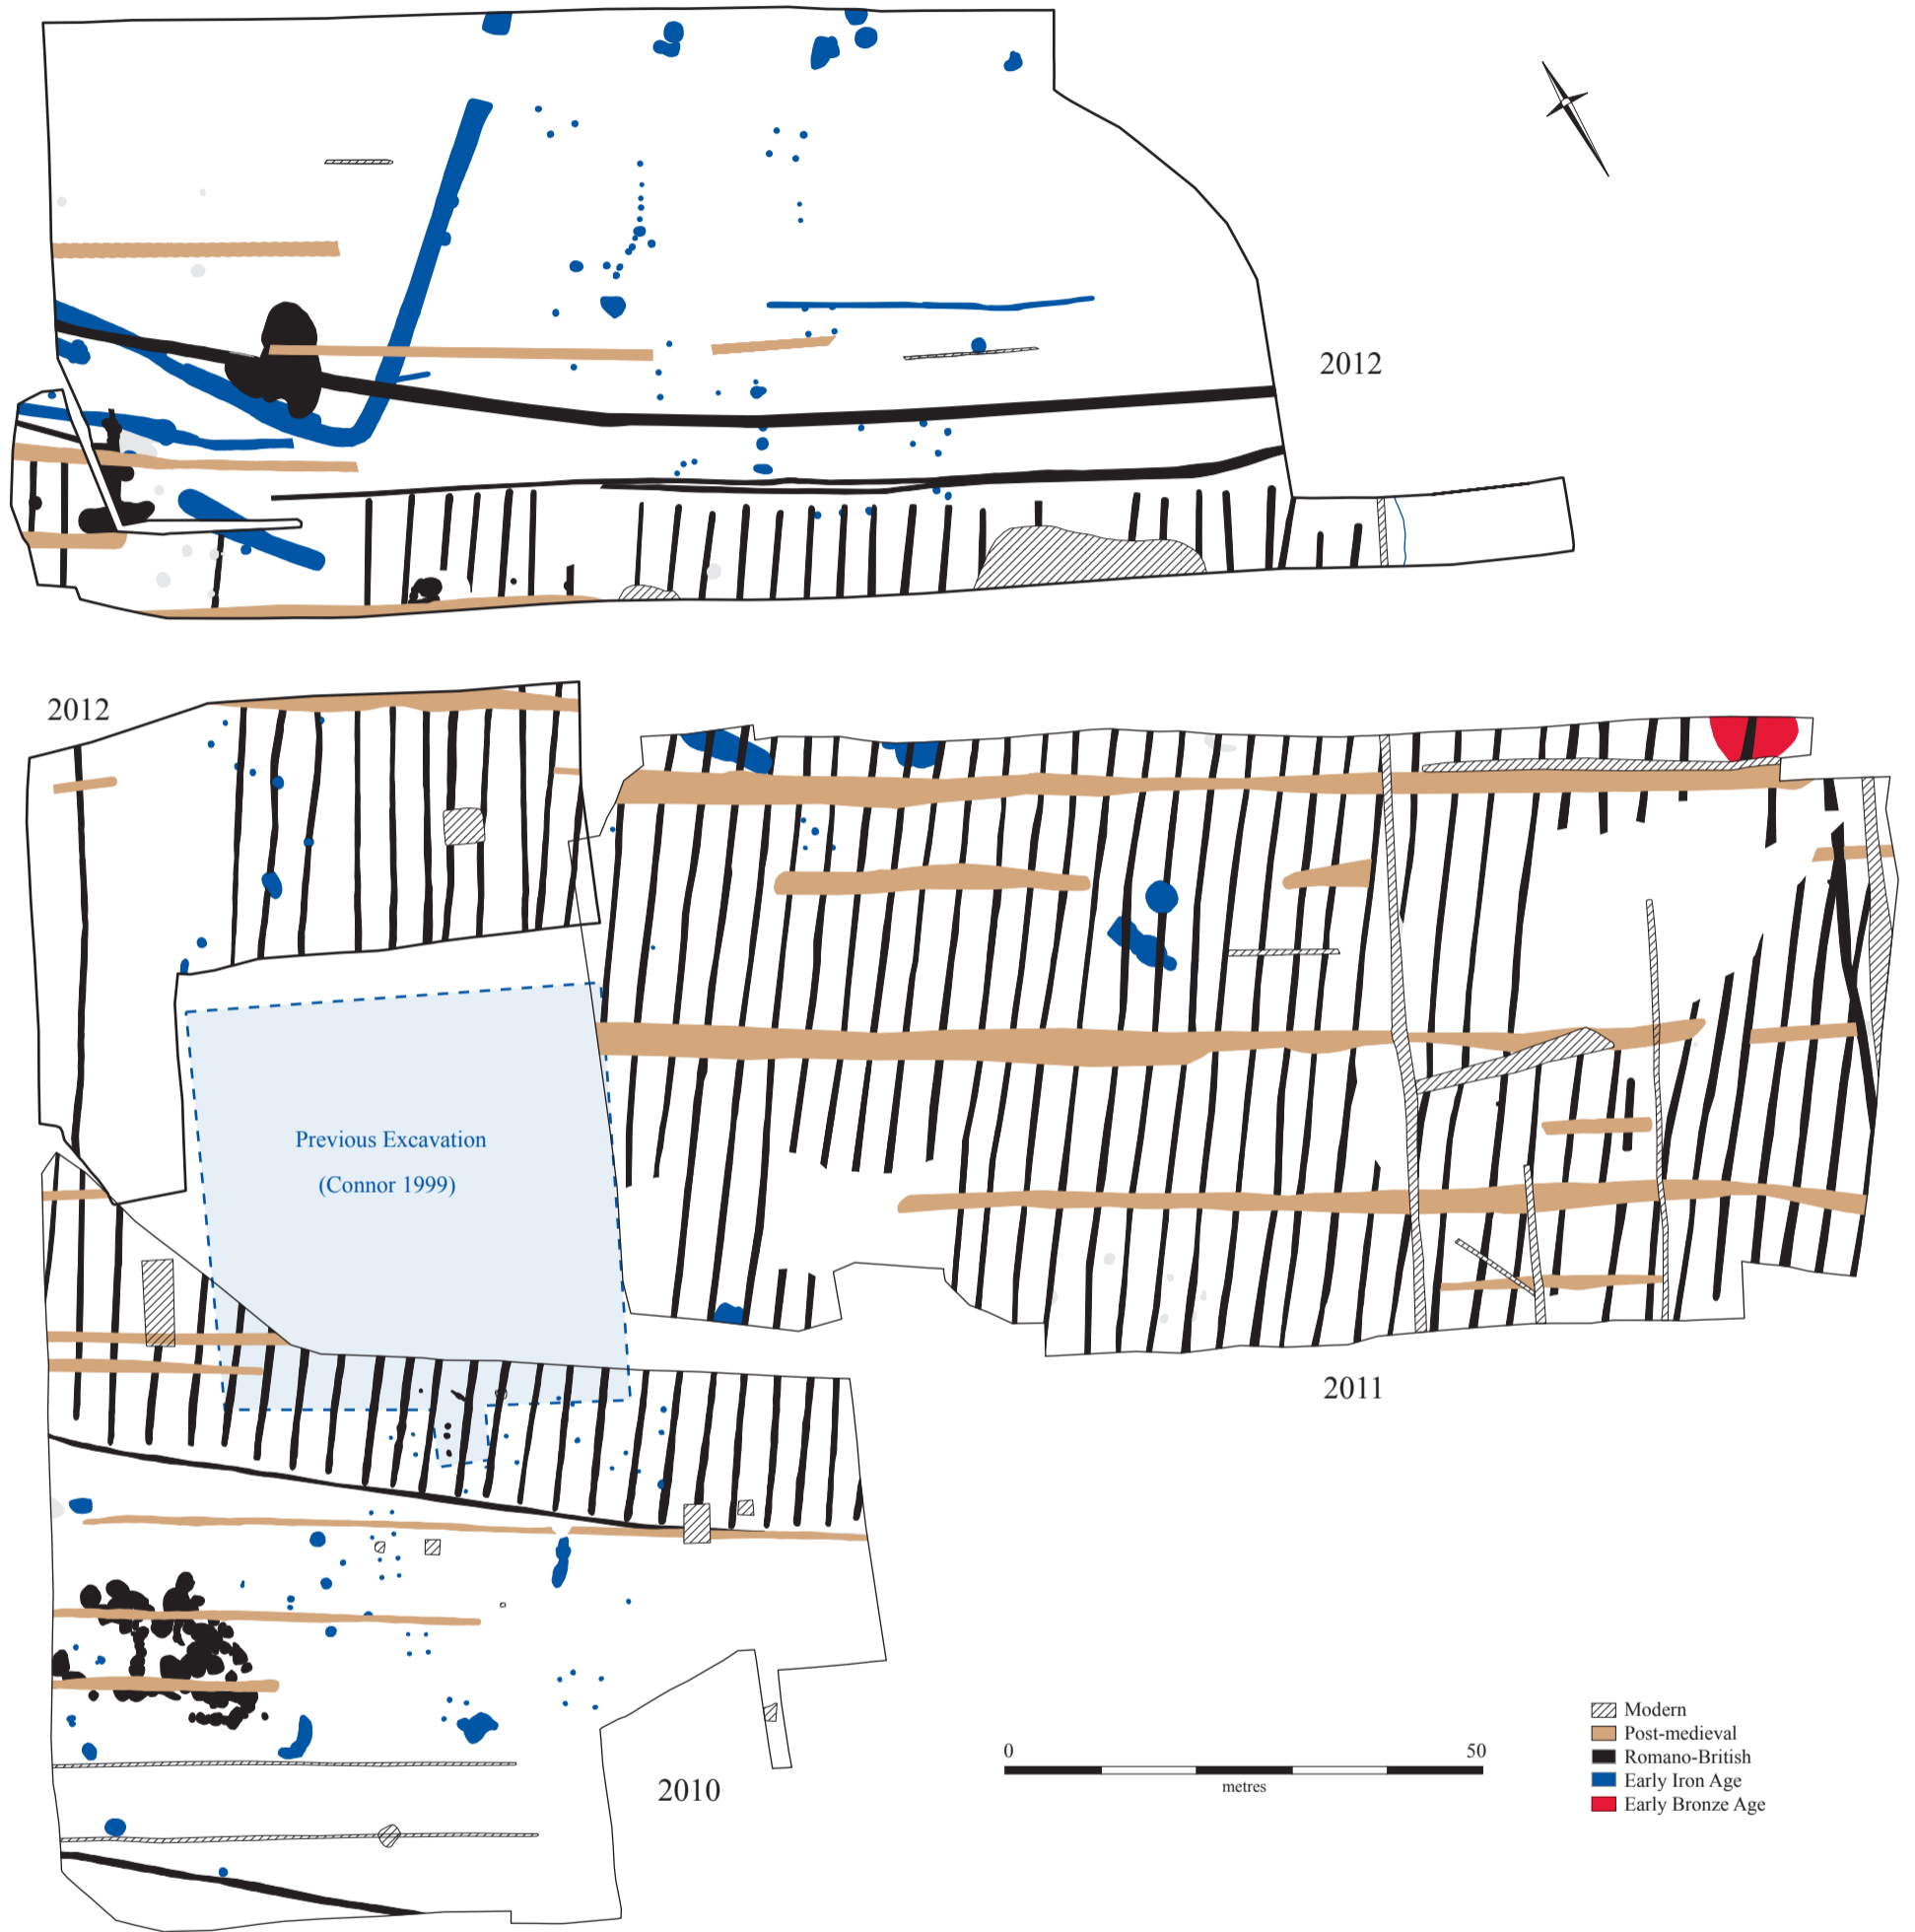 2012
2012
Previous Excavation
(Connor 1999)
2011
2010
0 50
metres
Modern
Post-medieval
Romano-British
Early Iron Age
Early Bronze Age